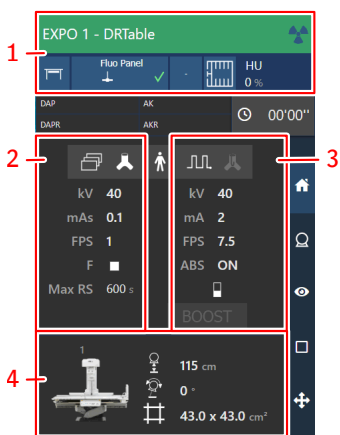 EXPO 1 - DRTable
1
Fluo Panel
HU
0 %
DAP
AK
DAPR
AKR
00'00"
2
3
kV 40
kV 40
mAs 0.1
mA 2
FPS 1
FPS 7.5
F
ABS ON
Max RS 600 s
BOOST
4
1
115 cm
0 °
43.0 x 43.0 cm²